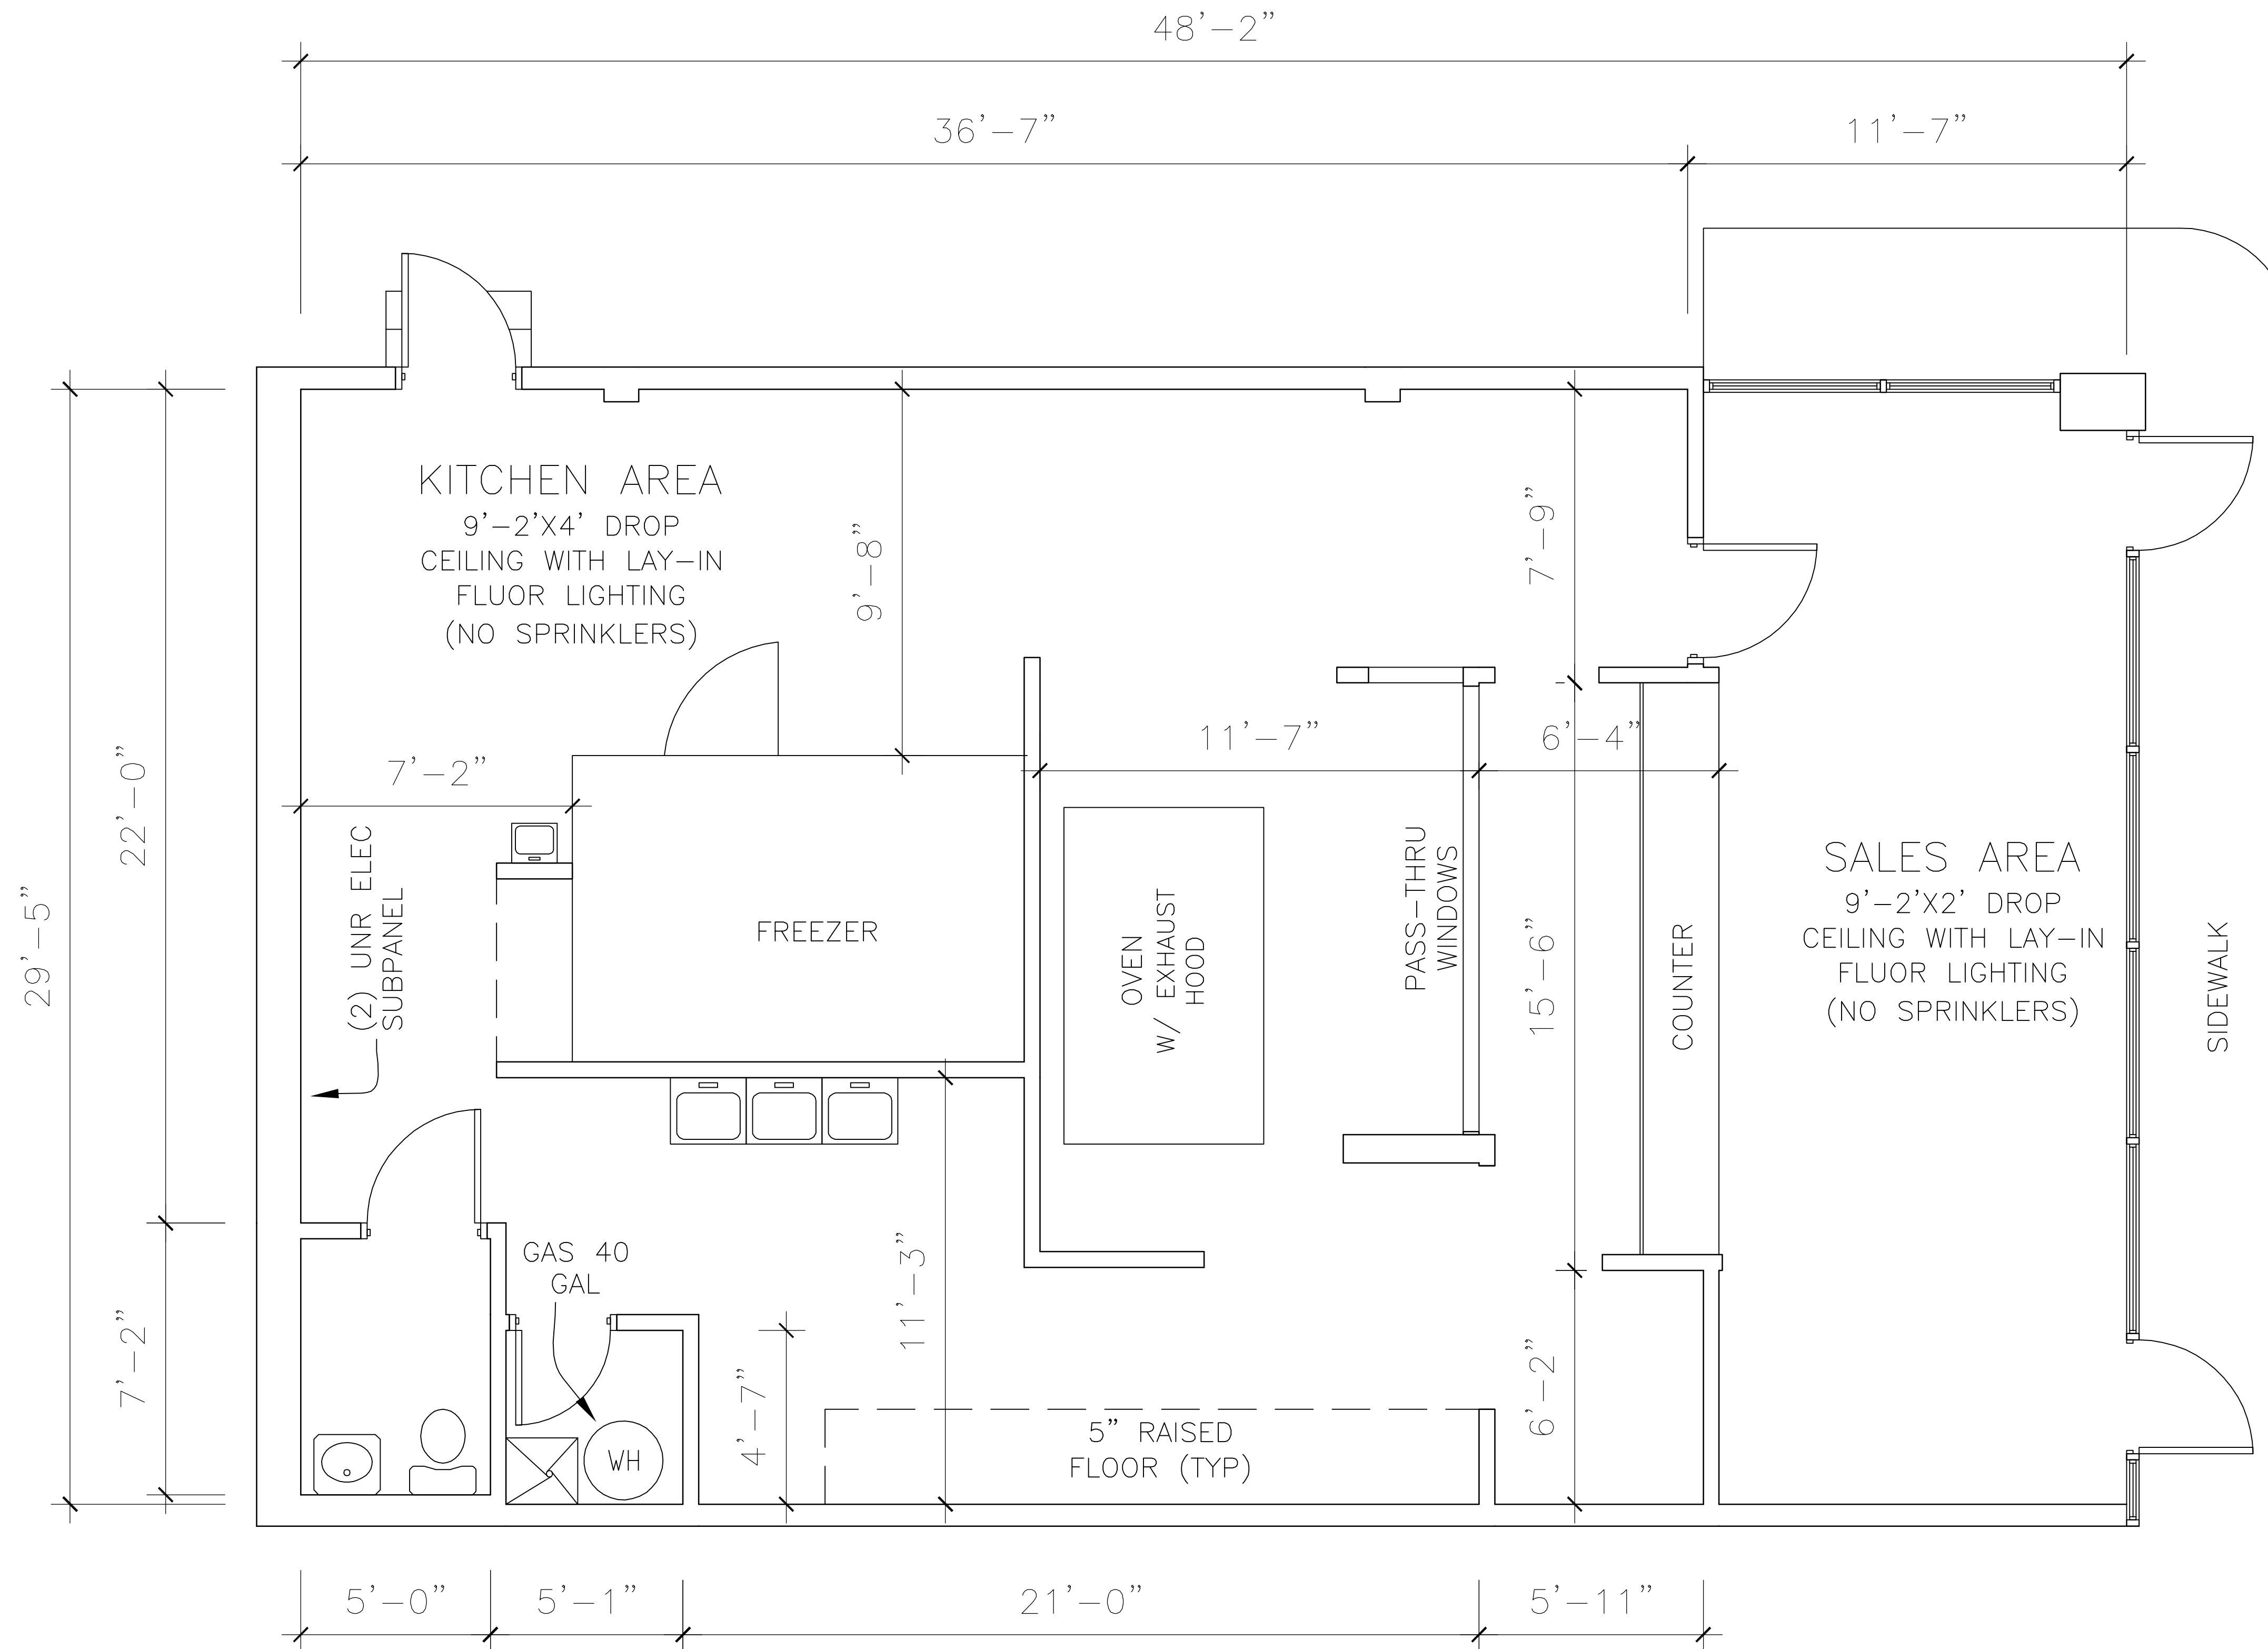 48'-2"
36'-7"
11'-7"
KITCHEN AREA
9'-2'X4' DROP
CEILING WITH LAY-IN
FLUOR LIGHTING
(NO SPRINKLERS)
9'-8"
7'-9"
11'-7"
6'-4"
7'-2"
22'-0"
29'-5"
(2) UNR ELEC
SUBPANEL
FREEZER
OVEN
W/ EXHAUST
HOOD
PASS-THRU
WINDOWS
15'-6"
COUNTER
SALES AREA
9'-2'X2' DROP
CEILING WITH LAY-IN
FLUOR LIGHTING
(NO SPRINKLERS)
SIDEWALK
GAS 40
GAL
11'-3"
7'-2"
4'-7"
6'-2"
WH
5" RAISED
FLOOR (TYP)
5'-0"
5'-1"
21'-0"
5'-11"